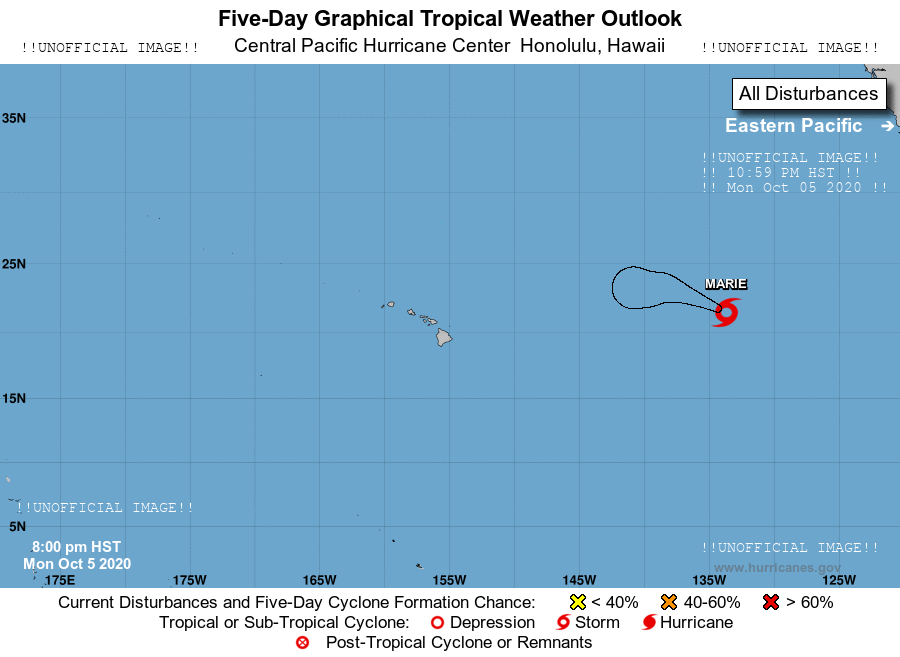 Five-Day Graphical Tropical Weather Outlook
!!UNOFFICIAL IMAGE!! Central Pacific Hurricane Center Honolulu, Hawaii !!UNOFFICIAL IMAGE!!
All Disturbances
35N
Eastern Pacific →
!!UNOFFICIAL IMAGE!!
!! 10:59 PM HST !!
!! Mon Oct 05 2020 !!
25N
MARIE
15N
!!UNOFFICIAL IMAGE!!
5N
8:00 pm HST
Mon Oct 5 2020
!!UNOFFICIAL IMAGE!!
www.hurricanes.gov
175E 175W 165W 155W 145W 135W 125W
Current Disturbances and Five-Day Cyclone Formation Chance: < 40% 40-60% > 60%
Tropical or Sub-Tropical Cyclone: Depression Storm Hurricane
Post-Tropical Cyclone or Remnants